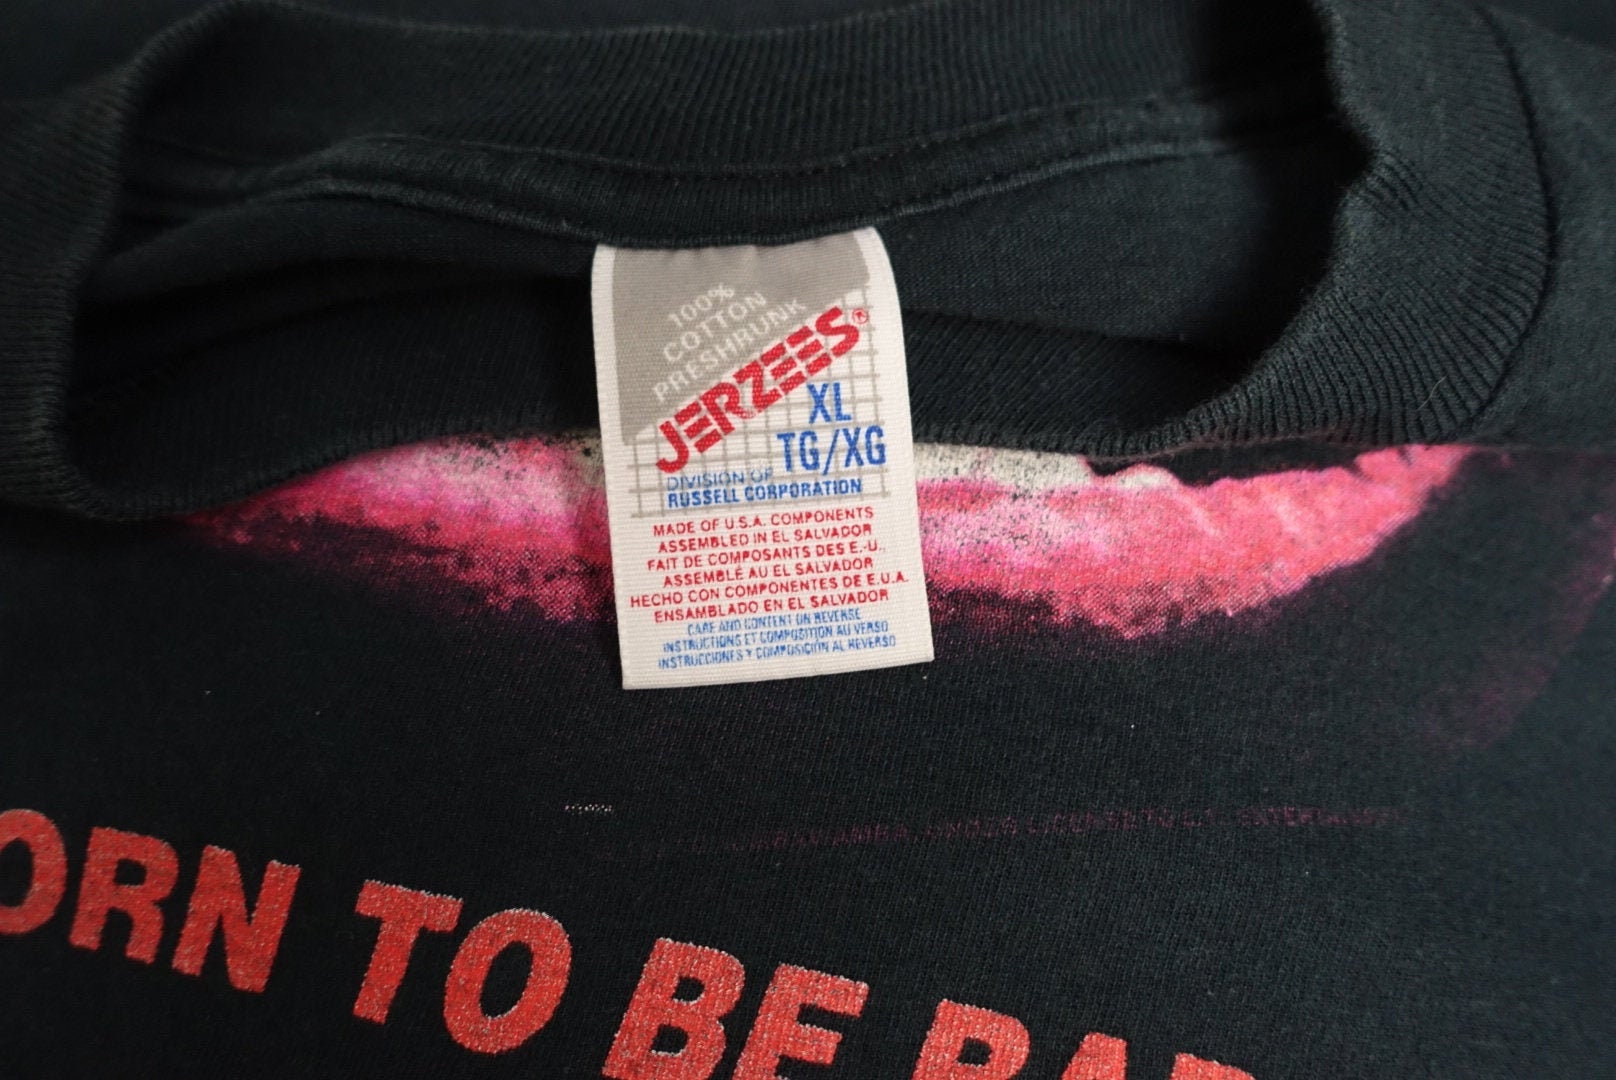 100%
COTTON
PRESHRUNK
JERZEES®
XL
TG/XG
DIVISION OF
RUSSELL CORPORATION
MADE OF U.S.A. COMPONENTS
ASSEMBLED IN EL SALVADOR
FAIT DE COMPOSANTS DES E.-U.,
ASSEMBLÉ AU EL SALVADOR
HECHO CON COMPONENTES DE E.U.A.
ENSAMBLADO EN EL SALVADOR
CARE AND CONTENT ON REVERSE
INSTRUCTIONS ET COMPOSITION AU VERSO
INSTRUCCIONES Y COMPOSICIÓN AL REVERSO
ORN TO BE BA